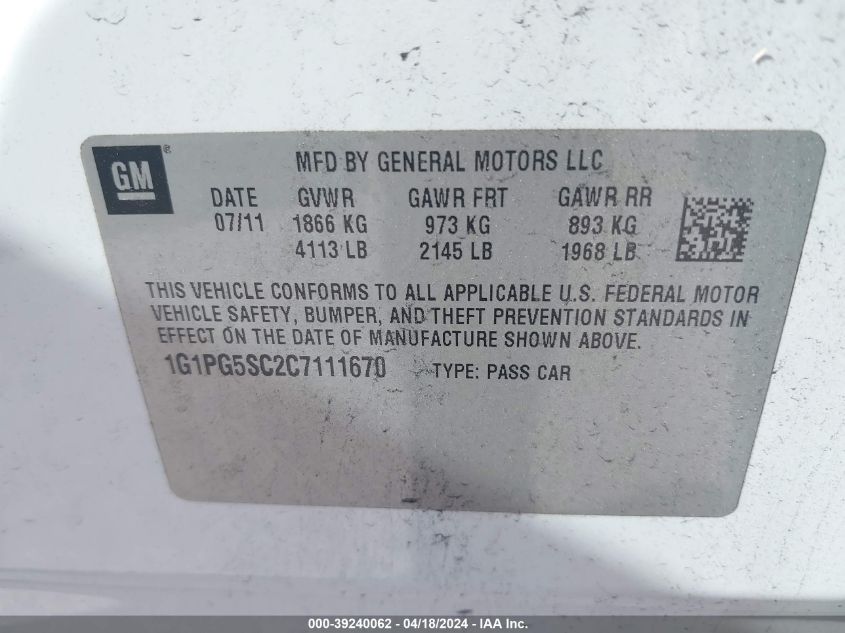 GM ®
MFD BY GENERAL MOTORS LLC
DATE GVWR GAWR FRT GAWR RR
07/11 1866 KG 973 KG 893 KG
4113 LB 2145 LB 1968 LB
THIS VEHICLE CONFORMS TO ALL APPLICABLE U.S. FEDERAL MOTOR
VEHICLE SAFETY, BUMPER, AND THEFT PREVENTION STANDARDS IN
EFFECT ON THE DATE OF MANUFACTURE SHOWN ABOVE.
1G1PG5SC2C7111670 TYPE: PASS CAR
000-39240062 - 04/18/2024 - IAA Inc.